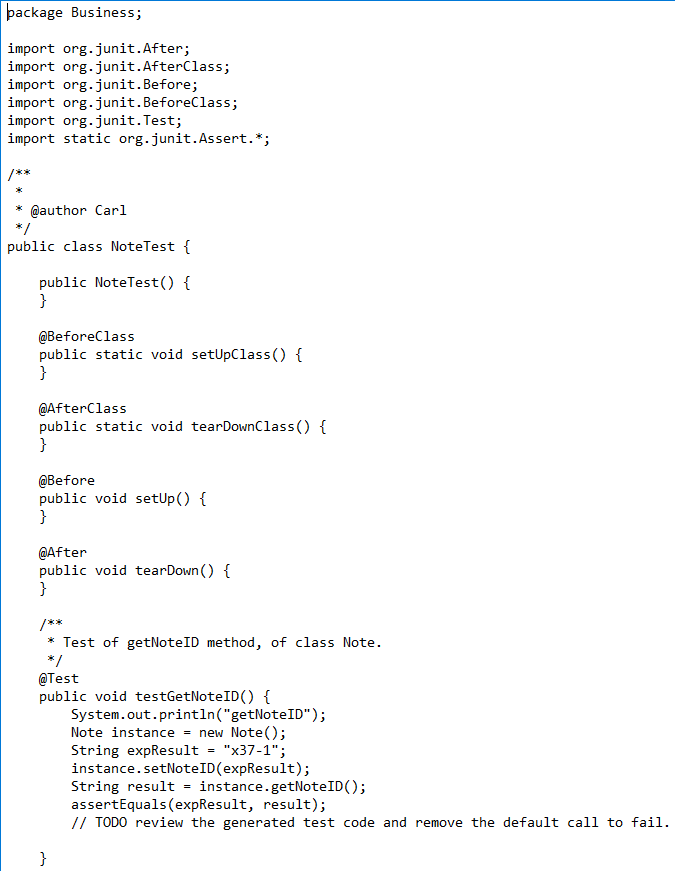 package Business;

import org.junit.After;
import org.junit.AfterClass;
import org.junit.Before;
import org.junit.BeforeClass;
import org.junit.Test;
import static org.junit.Assert.*;

/**
 *
 * @author Carl
 */
public class NoteTest {

    public NoteTest() {
    }

    @BeforeClass
    public static void setUpClass() {
    }

    @AfterClass
    public static void tearDownClass() {
    }

    @Before
    public void setUp() {
    }

    @After
    public void tearDown() {
    }

    /**
     * Test of getNoteID method, of class Note.
     */
    @Test
    public void testGetNoteID() {
        System.out.println("getNoteID");
        Note instance = new Note();
        String expResult = "x37-1";
        instance.setNoteID(expResult);
        String result = instance.getNoteID();
        assertEquals(expResult, result);
        // TODO review the generated test code and remove the default call to fail.

    }